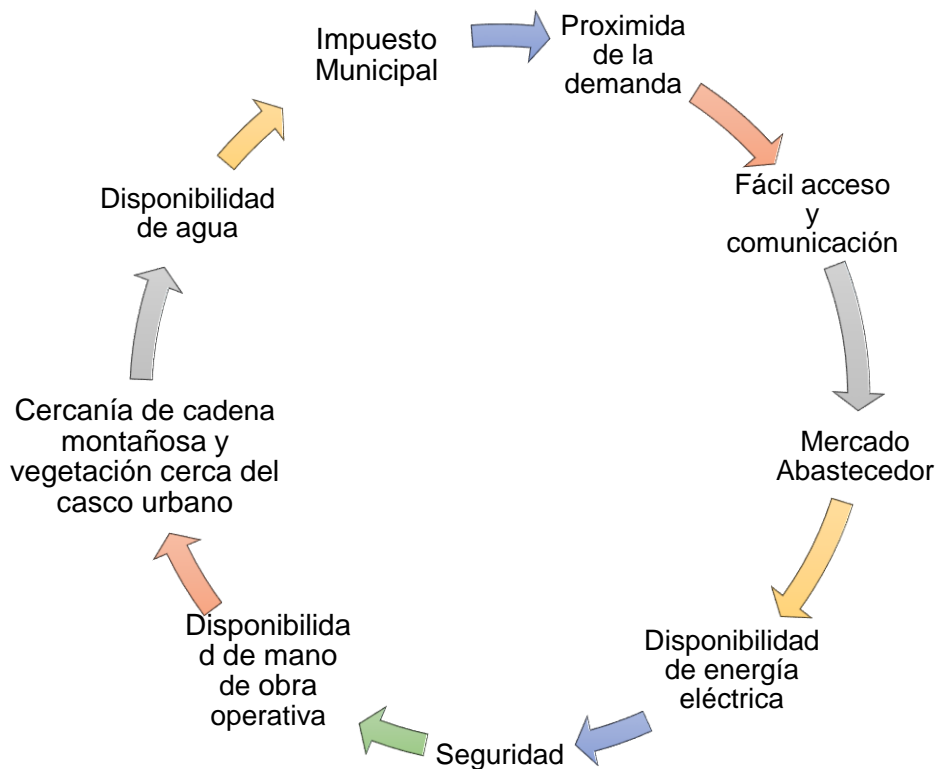 Impuesto
Municipal
Proximida
de la
demanda
Fácil acceso
y
comunicación
Mercado
Abastecedor
Disponibilidad
de energía
eléctrica
Seguridad
Disponibilida
d de mano
de obra
operativa
Cercanía de cadena
montañosa y
vegetación cerca del
casco urbano
Disponibilidad
de agua